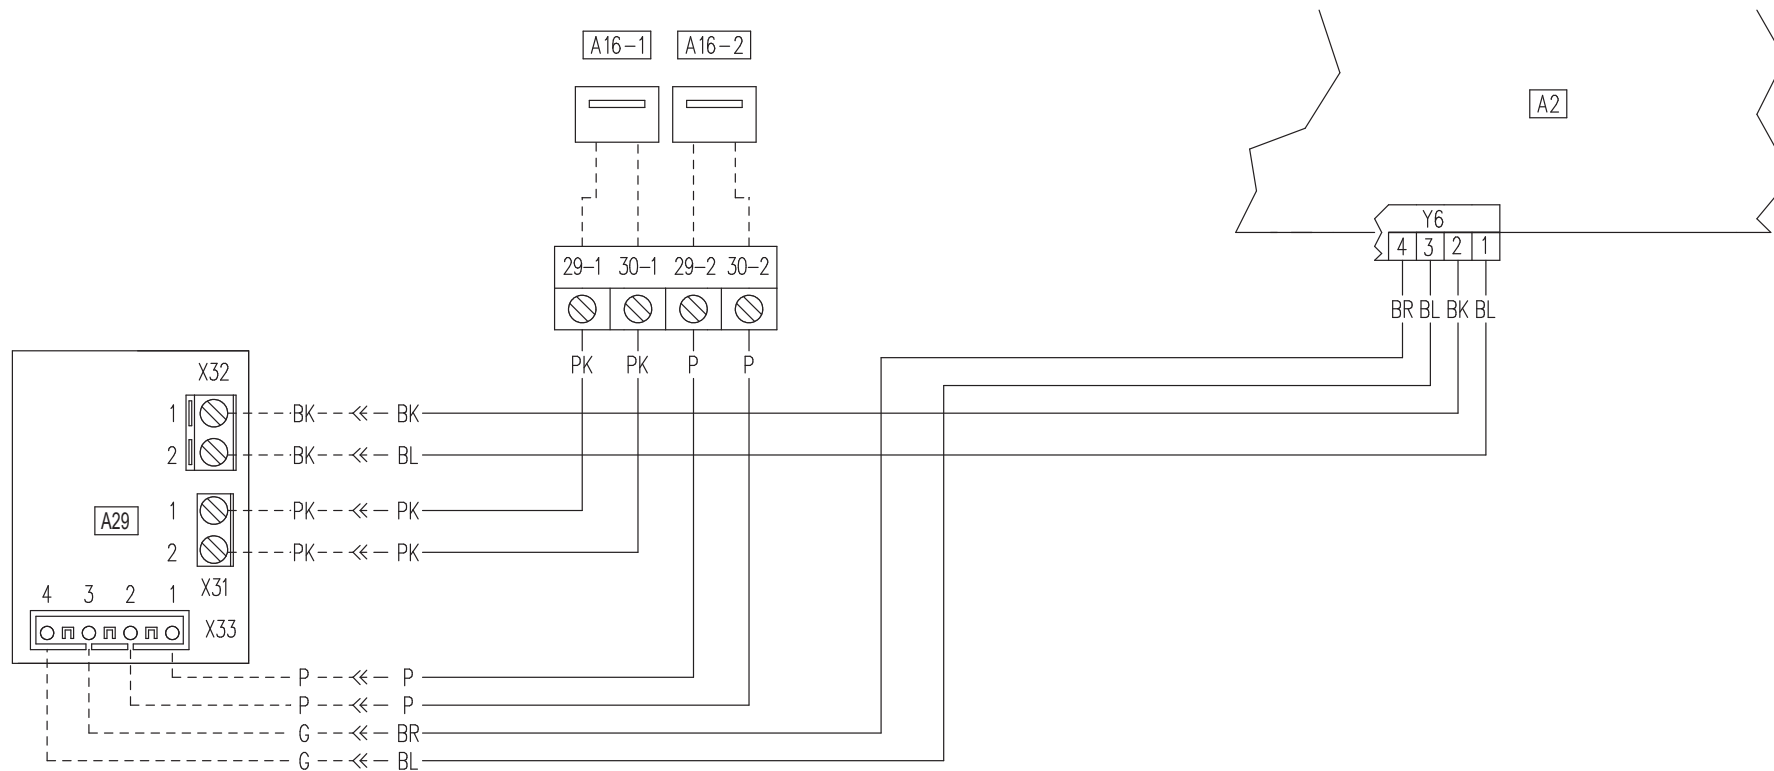 A16-1 A16-2
A2
Y6
4 3 2 1
29-1 30-1 29-2 30-2
BR BL BK BL
PK PK P P
X32
1 BK BK
2 BK BL
1 PK PK
A29
2 PK PK
X31
4 3 2 1
X33
P P
P P
G BR
G BL